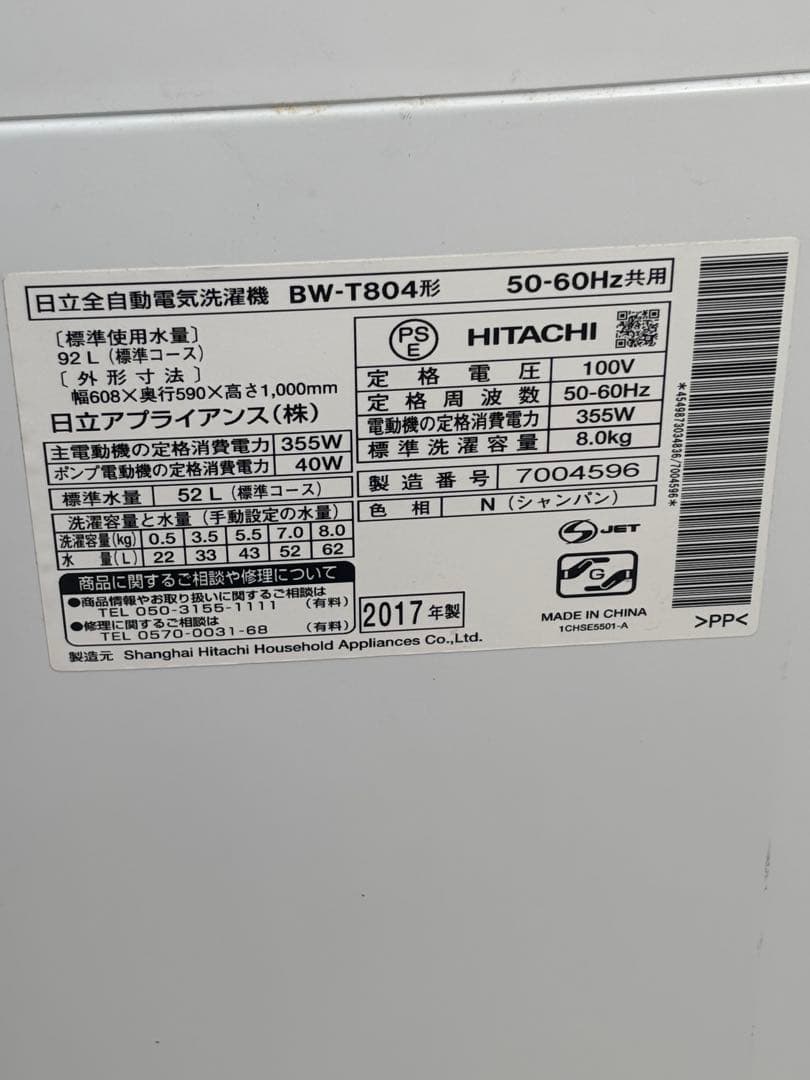 日立全自動電気洗濯機 BW-T804形 50-60Hz共用
〔標準使用水量〕
92 L (標準コース)
〔外形寸法〕
幅608×奥行590×高さ1,000mm
日立アプライアンス(株)
主電動機の定格消費電力 355W
ポンプ電動機の定格消費電力 40W
標準水量 52 L (標準コース)
洗濯容量と水量 (手動設定の水量)
洗濯容量(kg) 0.5 3.5 5.5 7.0 8.0
水量(L) 22 33 43 52 62
商品に関するご相談や修理について
●商品情報やお取り扱いに関するご相談は
TEL 050-3155-1111 (有料)
●修理に関するご相談は
TEL 0570-0031-68 (有料)
PS
E
HITACHI
定格電圧 100V
定格周波数 50-60Hz
電動機の定格消費電力 355W
標準洗濯容量 8.0kg
製造番号 7004596
色相 N (シャンパン)
S JET
G
2017年製
MADE IN CHINA
1CHSE5501-A
>PP<
製造元 Shanghai Hitachi Household Appliances Co.,Ltd.
*4549873034836/7004596*